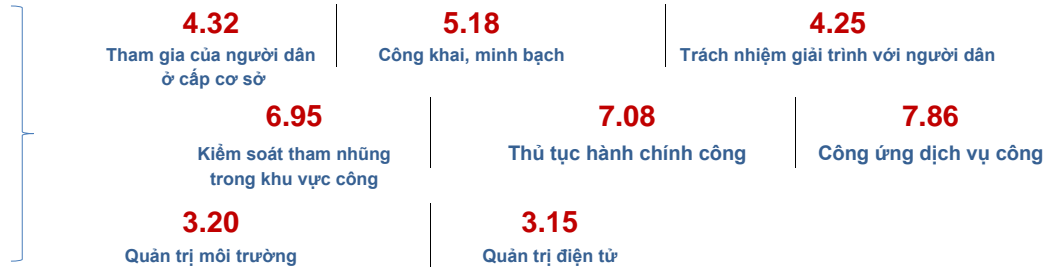 4.32
Tham gia của người dân
ở cấp cơ sở
5.18
Công khai, minh bạch
4.25
Trách nhiệm giải trình với người dân
6.95
Kiểm soát tham nhũng
trong khu vực công
7.08
Thủ tục hành chính công
7.86
Công ứng dịch vụ công
3.20
Quản trị môi trường
3.15
Quản trị điện tử